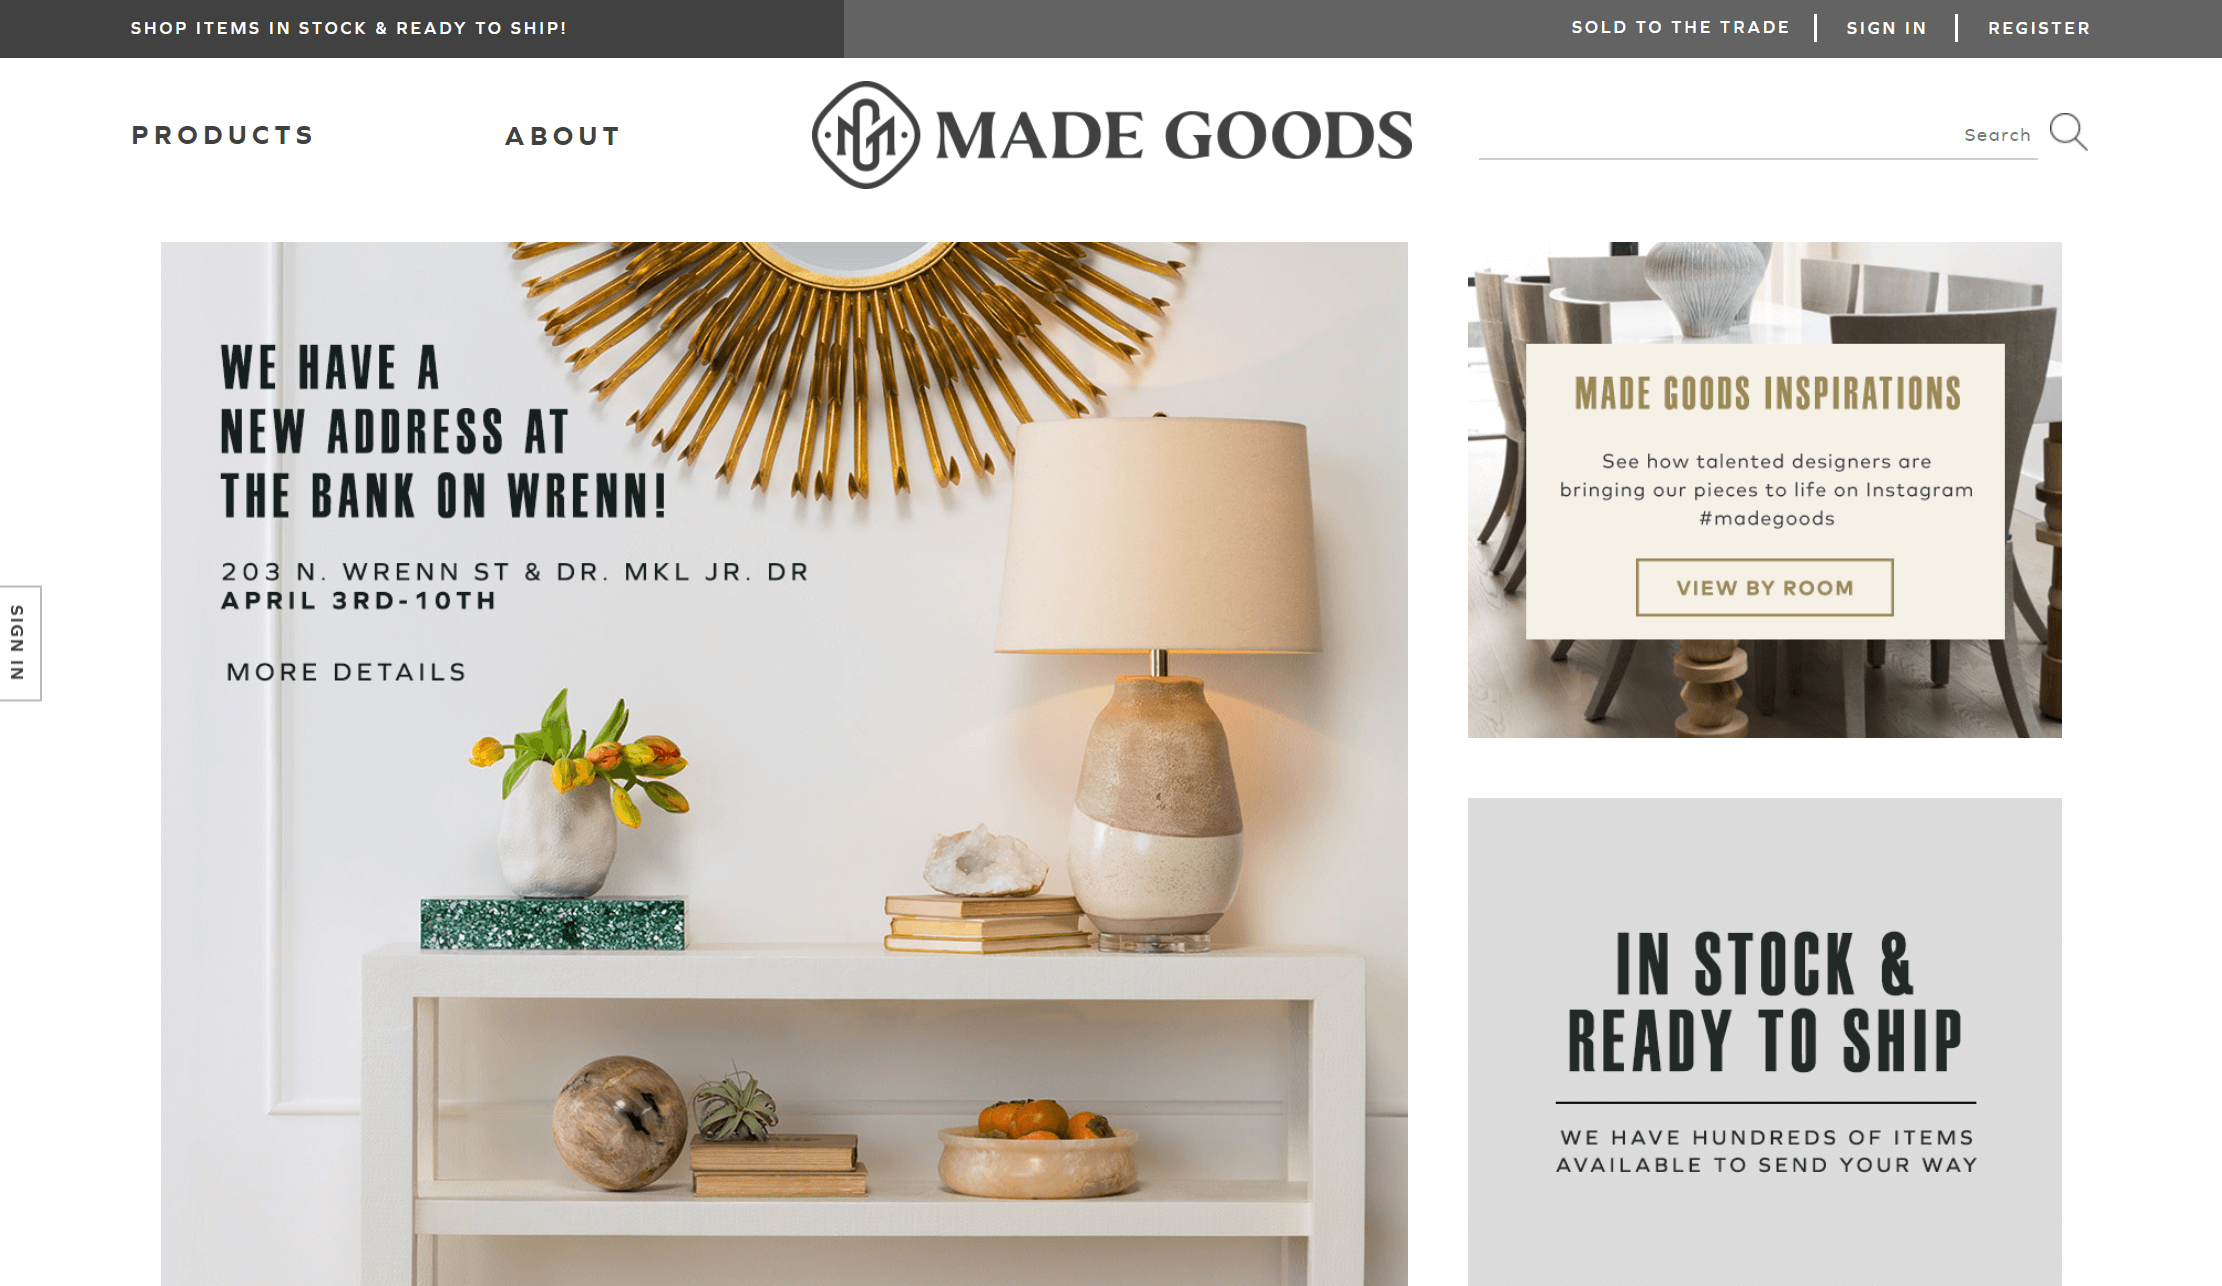 SHOP ITEMS IN STOCK & READY TO SHIP!
SOLD TO THE TRADE
SIGN IN
REGISTER
PRODUCTS
ABOUT
MADE GOODS
Search
WE HAVE A
NEW ADDRESS AT
THE BANK ON WRENN!
203 N. WRENN ST & DR. MKL JR. DR
APRIL 3RD-10TH
MORE DETAILS
SIGN IN
MADE GOODS INSPIRATIONS
See how talented designers are
bringing our pieces to life on Instagram
#madegoods
VIEW BY ROOM
IN STOCK &
READY TO SHIP
WE HAVE HUNDREDS OF ITEMS
AVAILABLE TO SEND YOUR WAY